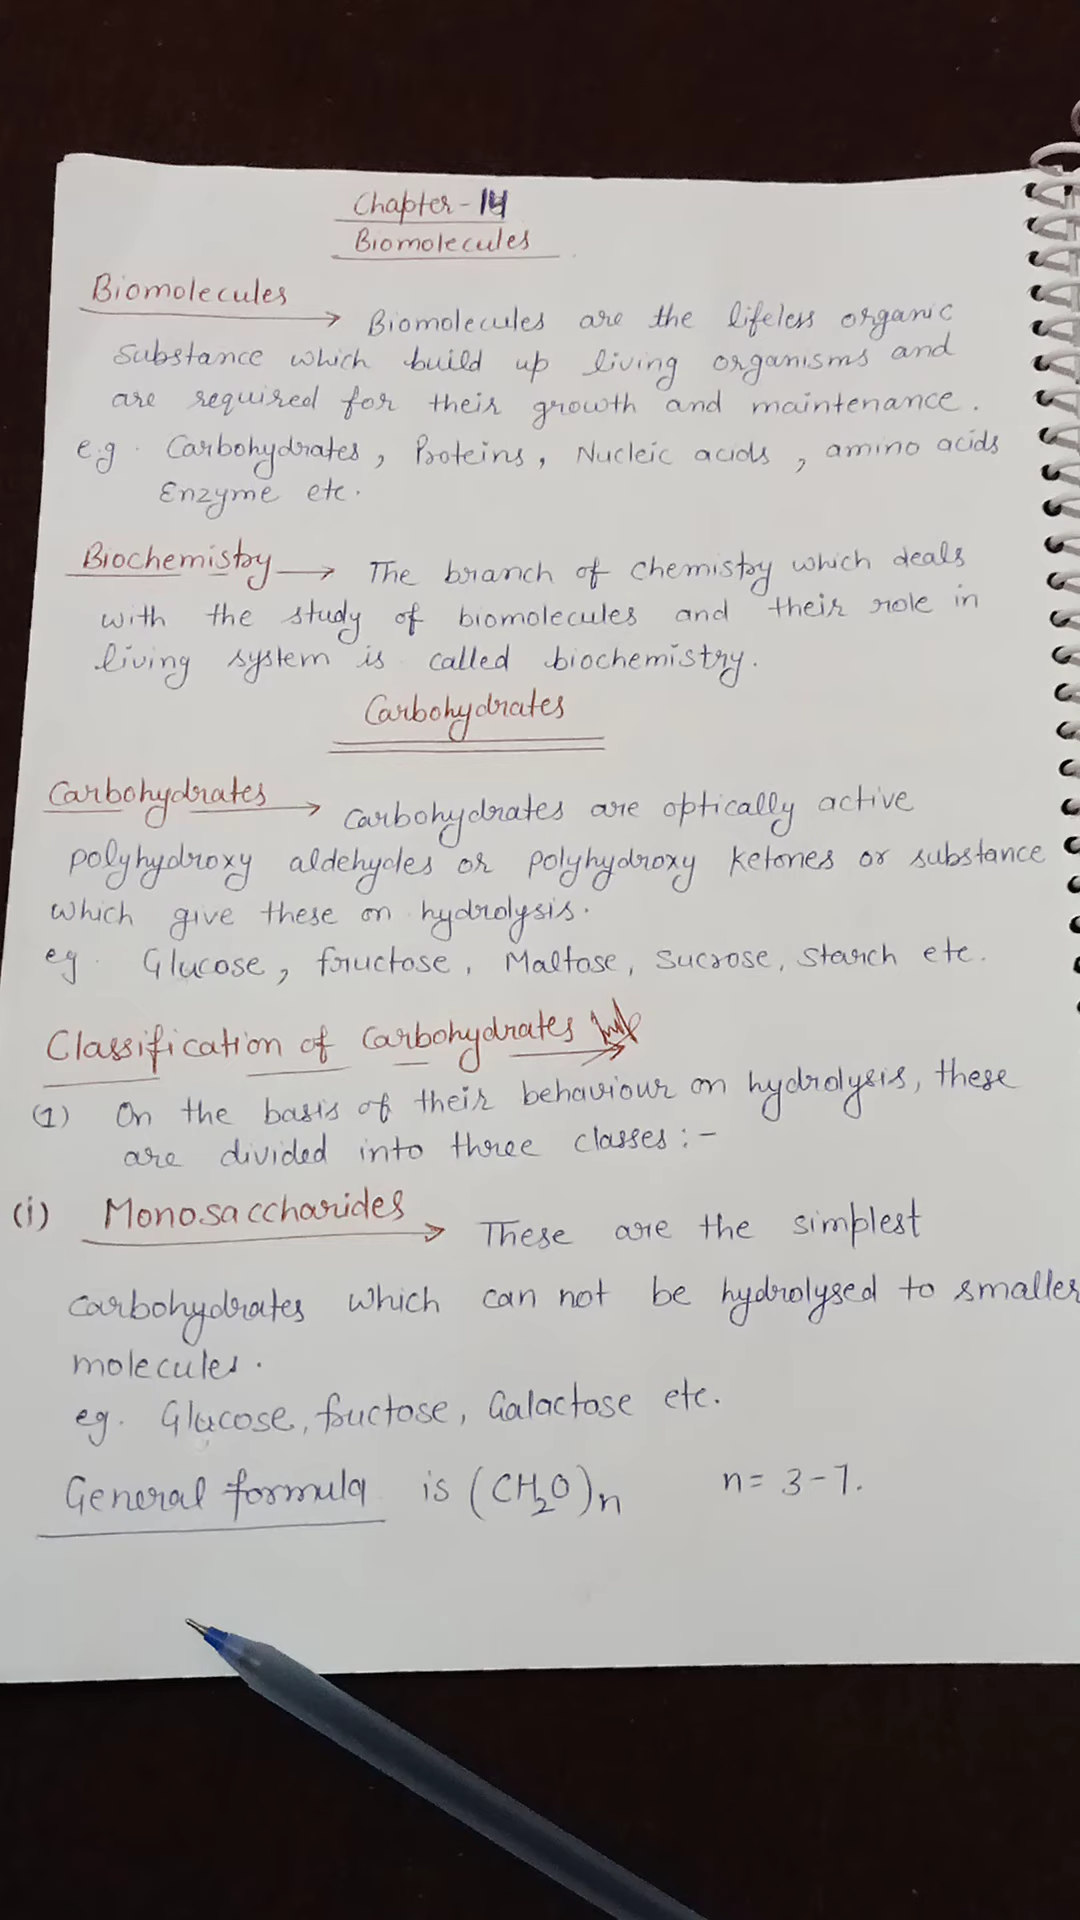 Chapter-14
Biomolecules
Biomolecules → Biomolecules are the lifeless organic
substance which build up living organisms and
are required for their growth and maintenance.
e.g. Carbohydrates, Proteins, Nucleic acids, amino acids
Enzyme etc.
Biochemistry → The branch of chemistry which deals
with the study of biomolecules and their role in
living system is called biochemistry.
Carbohydrates
Carbohydrates → Carbohydrates are optically active
polyhydroxy aldehydes or polyhydroxy ketones or substance
which give these on hydrolysis.
eg. Glucose, fructose, Maltose, Sucrose, Starch etc.
Classification of Carbohydrates Imp
(1) On the basis of their behaviour on hydrolysis, these
are divided into three classes:-
(i) Monosaccharides → These are the simplest
carbohydrates which can not be hydrolysed to smaller
molecules.
eg. Glucose, fructose, Galactose etc.
General formula is (CH₂O)n n= 3-7.